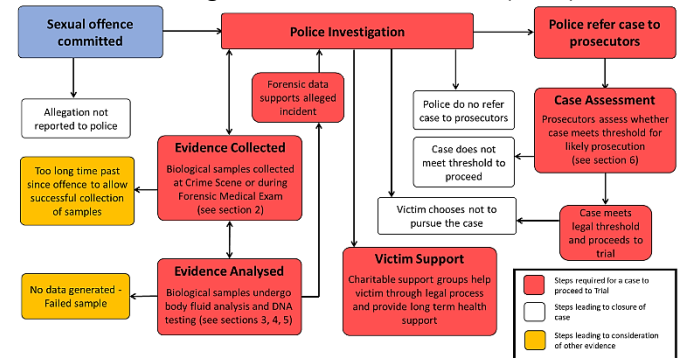 Sexual offence
committed
Police Investigation
Police refer case to
prosecutors
Allegation not
reported to police
Forensic data
supports alleged
incident
Police do no refer
case to prosecutors
Case Assessment
Prosecutors assess whether
case meets threshold for
likely prosecution
(see section 6)
Evidence Collected
Biological samples collected
at Crime Scene or during
Forensic Medical Exam
(see section 2)
Case does not
meet threshold to
proceed
Too long time past
since offence to allow
successful collection
of samples
Victim chooses not to
pursue the case
Case meets
legal threshold
and proceeds to
trial
Victim Support
Charitable support groups help
victim through legal process
and provide long term health
support
Evidence Analysed
Biological samples undergo
body fluid analysis and DNA
testing (see sections 3, 4, 5)
No data generated -
Failed sample
Steps required for a case to
proceed to Trial
Steps leading to closure of
case
Steps leading to consideration
of other evidence